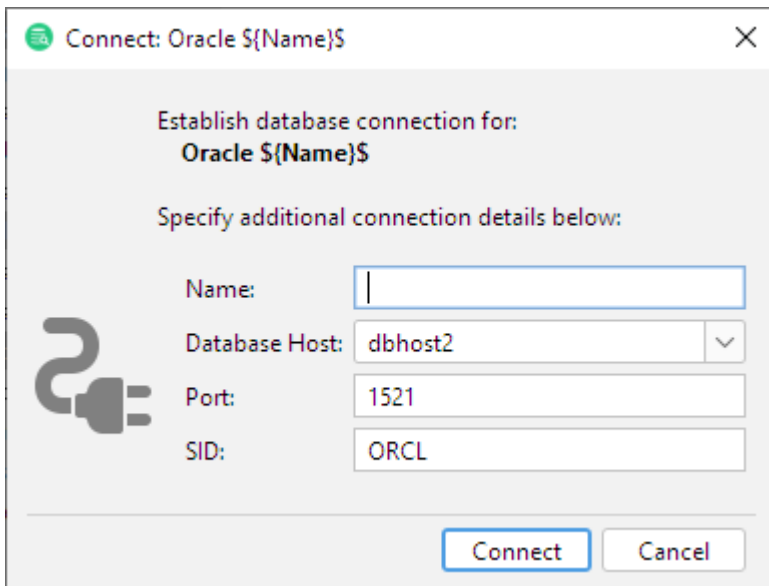 Connect: Oracle ${Name}$
Establish database connection for:
Oracle ${Name}$
Specify additional connection details below:
Name:
Database Host: dbhost2
Port: 1521
SID: ORCL
Connect Cancel